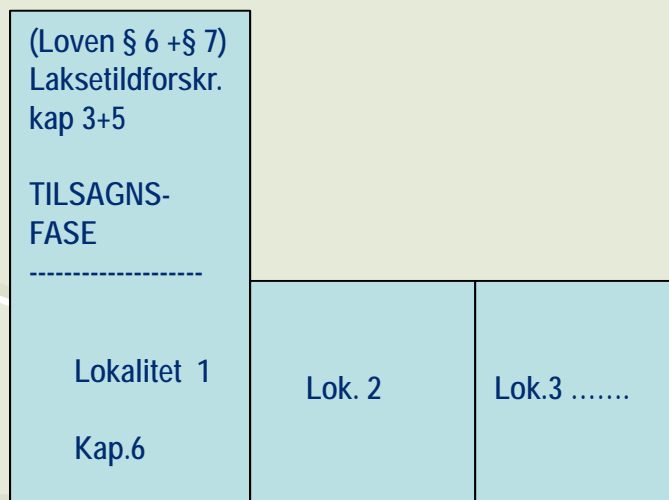 (Loven § 6 +§ 7)
Laksetildforskr.
kap 3+5
TILSAGNS-
FASE
--------------------
Lokalitet 1
Kap.6
Lok. 2
Lok.3 …….